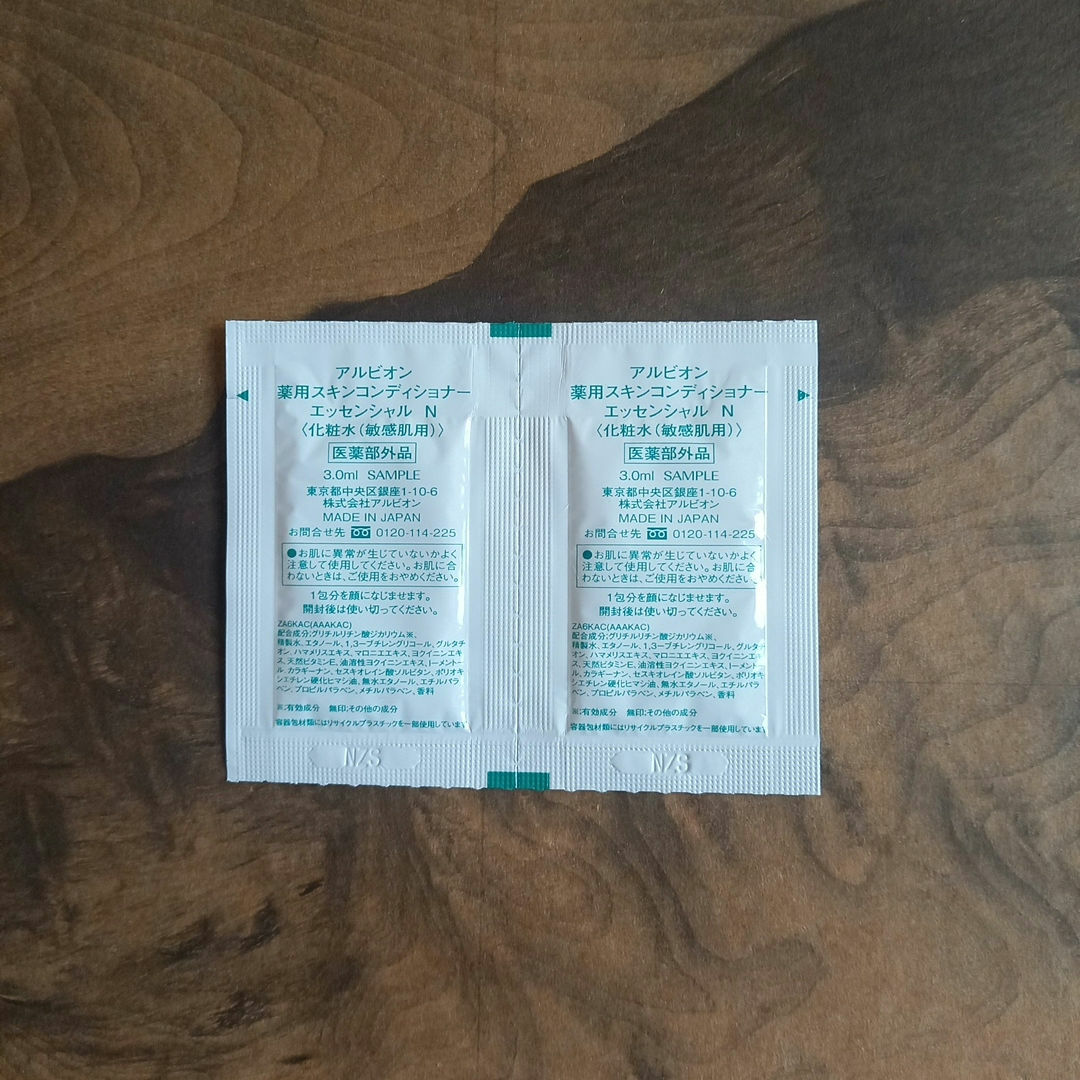 アルビオン
薬用スキンコンディショナー
エッセンシャル N
〈化粧水(敏感肌用)〉
医薬部外品
3.0ml SAMPLE
東京都中央区銀座1-10-6
株式会社アルビオン
MADE IN JAPAN
お問合せ先 0120-114-225
●お肌に異常が生じていないかよく
注意して使用してください。お肌に合
わないときは、ご使用をおやめください。
1包分を顔になじませます。
開封後は使い切ってください。
ZA6KAC(AAAKAC)
配合成分;グリチルリチン酸ジカリウム※、
精製水、エタノール、1,3-ブチレングリコール、グルタチ
オン、ハマメリスエキス、マロニエエキス、ヨクイニンエキ
ス、天然ビタミンE、油溶性ヨクイニンエキス、l-メントー
ル、カラギーナン、セスキオレイン酸ソルビタン、ポリオキ
シエチレン硬化ヒマシ油、無水エタノール、エチルパラ
ベン、プロピルパラベン、メチルパラベン、香料
※;有効成分 無印;その他の成分
容器包材類にはリサイクルプラスチックを一部使用しています
NZS
アルビオン
薬用スキンコンディショナー
エッセンシャル N
〈化粧水(敏感肌用)〉
医薬部外品
3.0ml SAMPLE
東京都中央区銀座1-10-6
株式会社アルビオン
MADE IN JAPAN
お問合せ先 0120-114-225
●お肌に異常が生じていないかよく
注意して使用してください。お肌に合
わないときは、ご使用をおやめください。
1包分を顔になじませます。
開封後は使い切ってください。
ZA6KAC(AAAKAC)
配合成分;グリチルリチン酸ジカリウム※、
精製水、エタノール、1,3-ブチレングリコール、グルタチ
オン、ハマメリスエキス、マロニエエキス、ヨクイニンエキ
ス、天然ビタミンE、油溶性ヨクイニンエキス、l-メントー
ル、カラギーナン、セスキオレイン酸ソルビタン、ポリオキ
シエチレン硬化ヒマシ油、無水エタノール、エチルパラ
ベン、プロピルパラベン、メチルパラベン、香料
※;有効成分 無印;その他の成分
容器包材類にはリサイクルプラスチックを一部使用しています
NZS